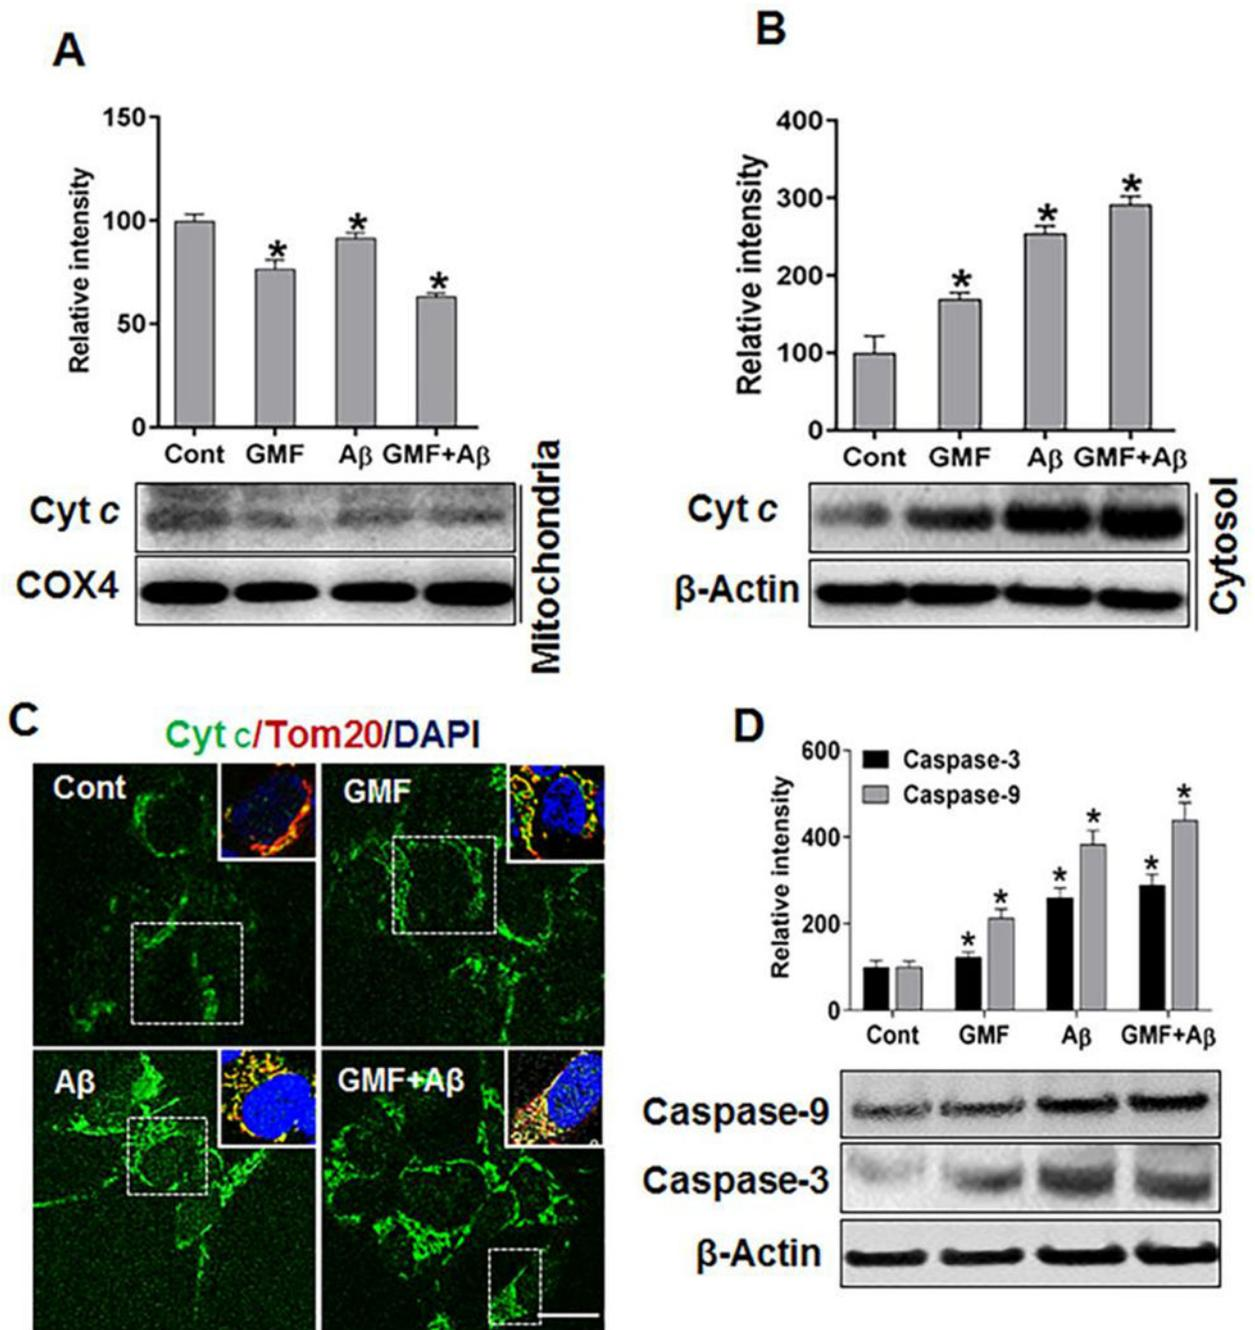 A
150
100
50
0
Relative intensity
*
*
*
Cont GMF Aβ GMF+Aβ
Cyt c
COX4
Mitochondria
B
400
300
200
100
0
Relative intensity
*
*
*
Cont GMF Aβ GMF+Aβ
Cyt c
β-Actin
Cytosol
C
Cyt c/Tom20/DAPI
Cont
GMF
Aβ
GMF+Aβ
D
600
400
200
0
Relative intensity
Caspase-3
Caspase-9
*
*
*
*
*
*
Cont GMF Aβ GMF+Aβ
Caspase-9
Caspase-3
β-Actin